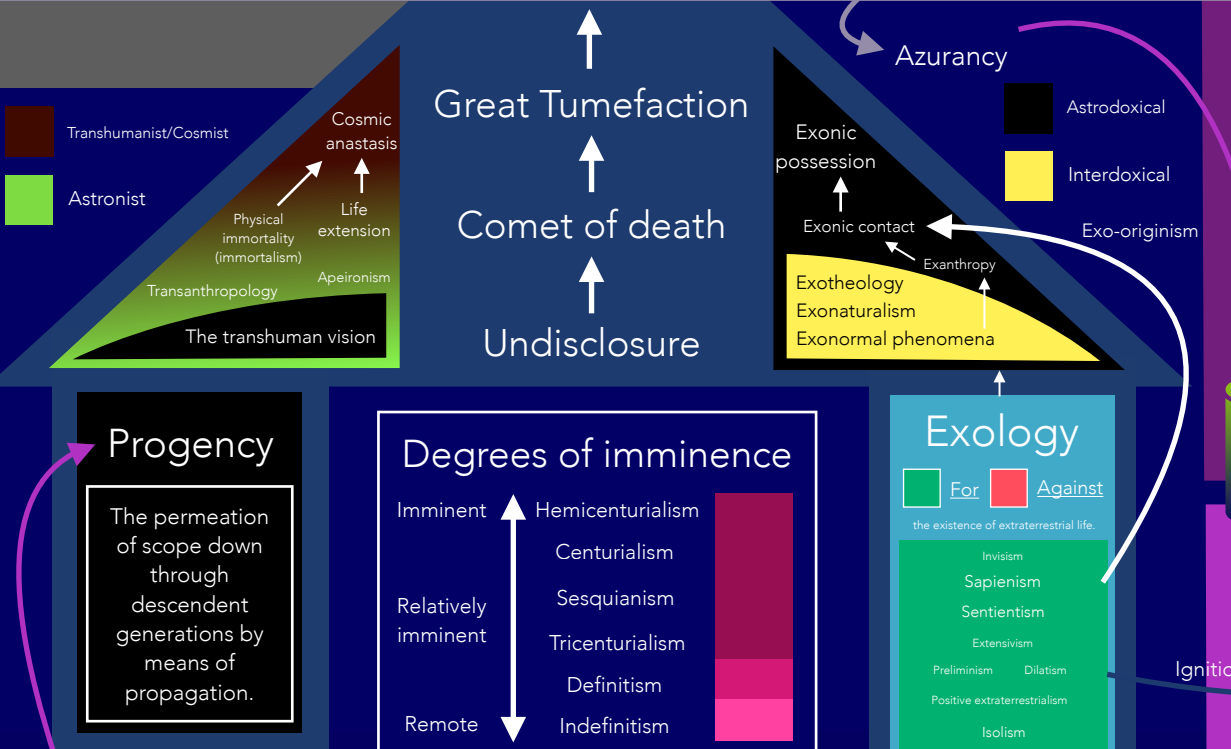 Transhumanist/Cosmist
Astronist
Cosmic
anastasis
Physical
immortality
(immortalism)
Life
extension
Apeironism
Transanthropology
The transhuman vision
Great Tumefaction
Comet of death
Undisclosure
Azurancy
Astrodoxical
Interdoxical
Exo-originism
Exonic
possession
Exonic contact
Exanthropy
Exotheology
Exonaturalism
Exonormal phenomena
Progency
The permeation
of scope down
through
descendent
generations by
means of
propagation.
Degrees of imminence
Imminent
Hemicenturialism
Centurialism
Sesquianism
Relatively
imminent
Tricenturialism
Definitism
Remote
Indefinitism
Exology
For
Against
the existence of extraterrestrial life.
Invisism
Sapienism
Sentientism
Extensivism
Preliminism
Dilatism
Positive extraterrestrialism
Isolism